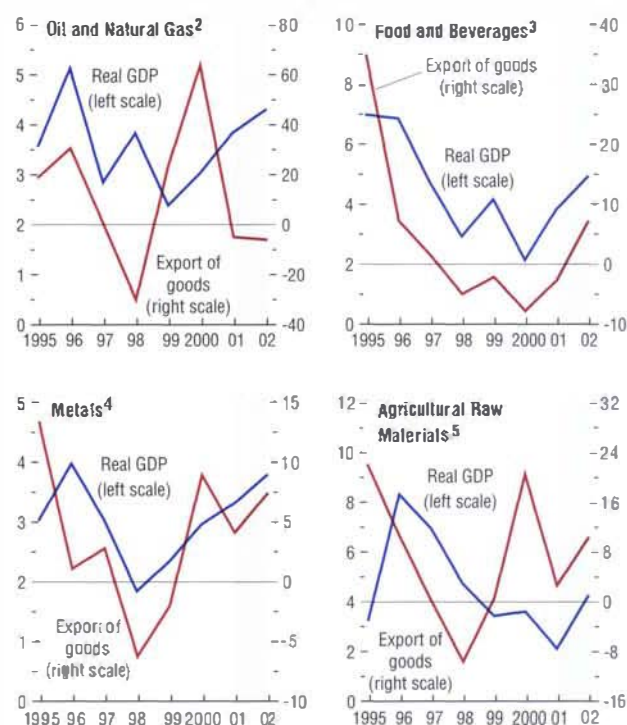 Oil and Natural Gas²
6
5
4
3
2
1
0
80
60
40
20
0
-20
-40
Real GDP
(left scale)
Export of
goods
(right scale)
1995 96 97 98 99 2000 01 02
Food and Beverages³
10
8
6
4
2
0
40
30
20
10
0
-10
Export of goods
(right scale)
Real GDP
(left scale)
1995 96 97 98 99 2000 01 02
Metals⁴
5
4
3
2
1
0
15
10
5
0
-5
-10
Real GDP
(left scale)
Export of
goods
(right scale)
1995 96 97 98 99 2000 01 02
Agricultural Raw
Materials⁵
12
10
8
6
4
2
0
32
24
16
8
0
-8
-16
Real GDP
(left scale)
Export of
goods
(right scale)
1995 96 97 98 99 2000 01 02